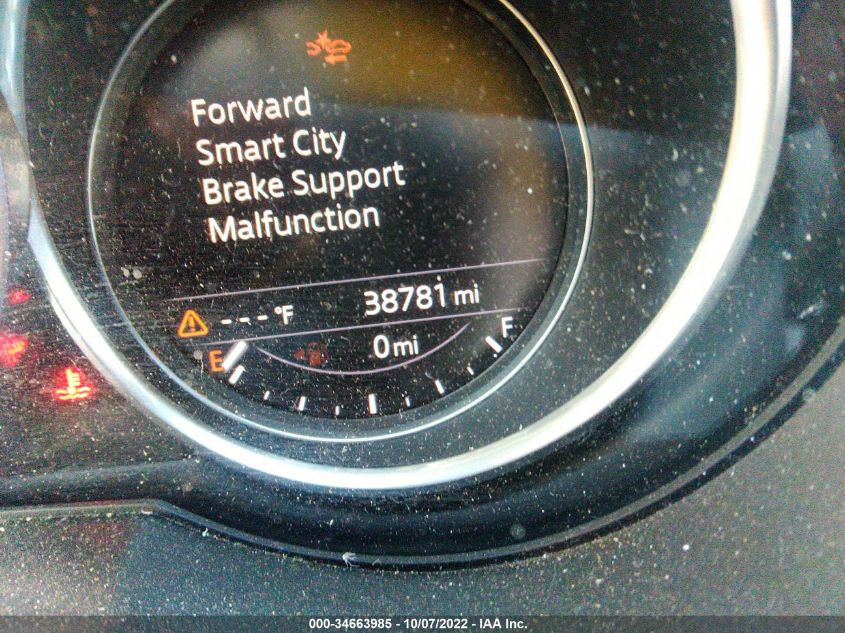 Forward
Smart City
Brake Support
Malfunction
- - - °F 38781 mi
E 0 mi F
000-34663985 - 10/07/2022 - IAA Inc.